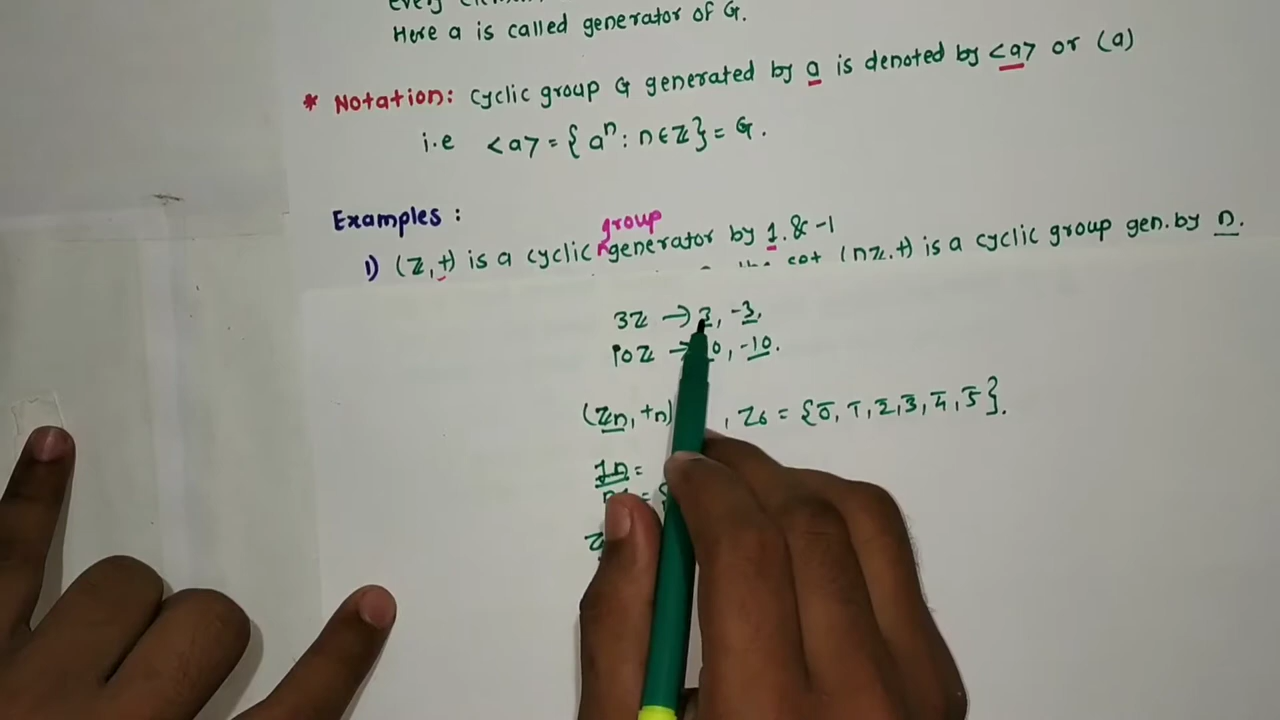 Here a is called generator of G.
* Notation: Cyclic group G generated by a is denoted by <a> or (a)
i.e <a> = { aⁿ : n ∈ Z } = G.
Examples :
group
1) (Z, +) is a cyclic ^generator by 1. & -1
(nZ, +) is a cyclic group gen. by n.
3Z → 3, -3.
10Z → 10, -10.
(Zn, +n) , Z6 = { 0̅, 1̅, 2̅, 3̅, 4̅, 5̅ }.